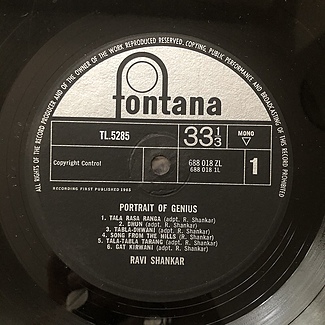 ALL RIGHTS OF THE RECORD PRODUCER AND OF THE OWNER OF THE WORK REPRODUCED RESERVED. COPYING, PUBLIC PERFORMANCE AND BROADCASTING OF THIS RECORD PROHIBITED
fontana
TL.5285
33 1/3
MONO
Copyright Control
688 018 ZL
688 018 1L
1
RECORDING FIRST PUBLISHED
PORTRAIT OF GENIUS
1. TALA RASA RANGA (adpt. R. Shankar)
2. DHUN (adpt. R. Shankar)
3. TABLA-DHWANI (adpt. R. Shankar)
4. SONG FROM THE HILLS (adpt. R. Shankar)
5. TALA-TABLA TARANG (adpt. R. Shankar)
6. GAT KIRWANI (adpt. R. Shankar)
RAVI SHANKAR